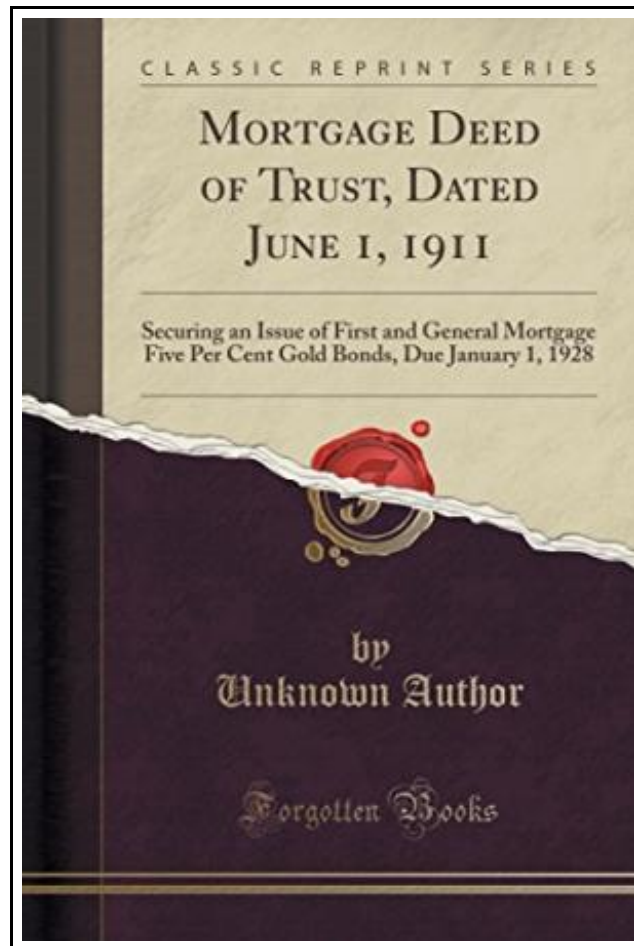 CLASSIC REPRINT SERIES
MORTGAGE DEED
OF TRUST, DATED
JUNE 1, 1911
Securing an Issue of First and General Mortgage
Five Per Cent Gold Bonds, Due January 1, 1928
by
Unknown Author
Forgotten Books